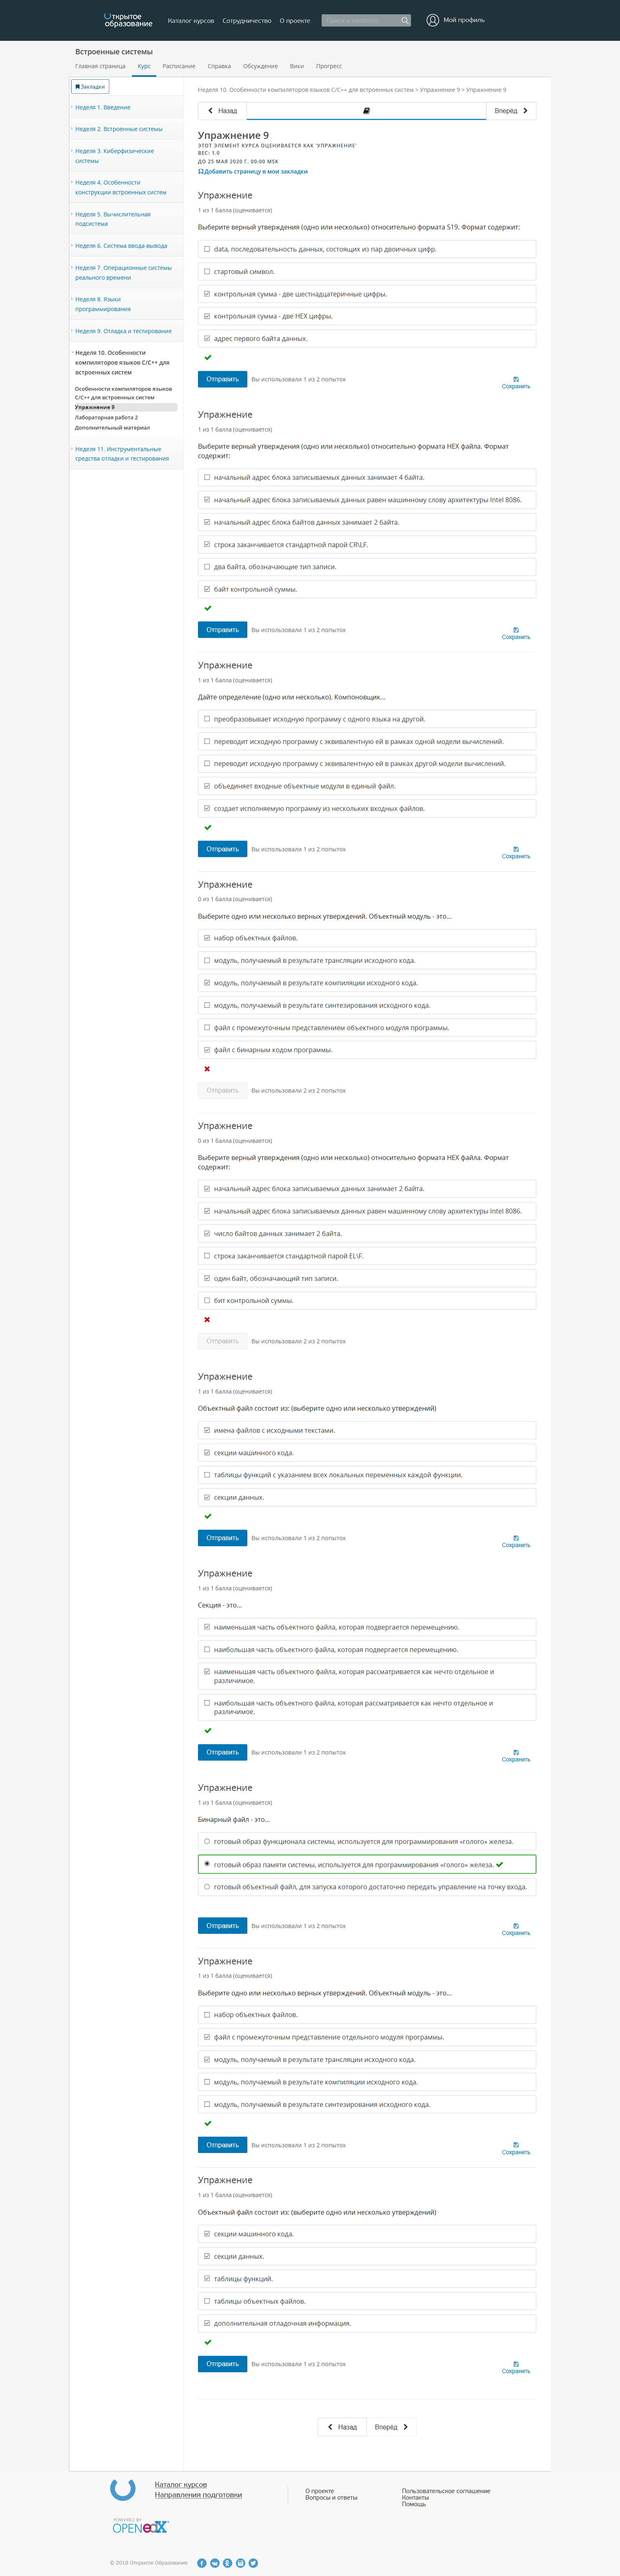 Открытое
образование
Каталог курсов
Сотрудничество
О проекте
Поиск в каталоге
Мой профиль
Встроенные системы
Главная страница
Курс
Расписание
Справка
Обсуждение
Вики
Прогресс
Закладки
Неделя 1. Введение
Неделя 2. Встроенные системы
Неделя 3. Киберфизические
системы
Неделя 4. Особенности
конструкции встроенных систем
Неделя 5. Вычислительная
подсистема
Неделя 6. Система ввода-вывода
Неделя 7. Операционные системы
реального времени
Неделя 8. Языки
программирования
Неделя 9. Отладка и тестирование
Неделя 10. Особенности
компиляторов языков C/C++ для
встроенных систем
Особенности компиляторов языков
C/C++ для встроенных систем
Упражнение 9
Лабораторная работа 2
Дополнительный материал
Неделя 11. Инструментальные
средства отладки и тестирования
Неделя 10. Особенности компиляторов языков C/C++ для встроенных систем > Упражнение 9 > Упражнение 9
Назад
Вперёд
Упражнение 9
ЭТОТ ЭЛЕМЕНТ КУРСА ОЦЕНИВАЕТСЯ КАК 'УПРАЖНЕНИЕ'
ВЕС: 1.0
ДО 25 МАЯ 2020 Г. 00:00 MSK
Добавить страницу в мои закладки
Упражнение
1 из 1 балла (оценивается)
Выберите верный утверждения (одно или несколько) относительно формата S19. Формат содержит:
data, последовательность данных, состоящих из пар двоичных цифр.
стартовый символ.
контрольная сумма - две шестнадцатеричные цифры.
контрольная сумма - две HEX цифры.
адрес первого байта данных.
Отправить
Вы использовали 1 из 2 попыток
Сохранить
Упражнение
1 из 1 балла (оценивается)
Выберите верный утверждения (одно или несколько) относительно формата HEX файла. Формат
содержит:
начальный адрес блока записываемых данных занимает 4 байта.
начальный адрес блока записываемых данных равен машинному слову архитектуры Intel 8086.
начальный адрес блока байтов данных занимает 2 байта.
строка заканчивается стандартной парой CR\LF.
два байта, обозначающие тип записи.
байт контрольной суммы.
Отправить
Вы использовали 1 из 2 попыток
Сохранить
Упражнение
1 из 1 балла (оценивается)
Дайте определение (одно или несколько). Компоновщик...
преобразовывает исходную программу с одного языка на другой.
переводит исходную программу с эквивалентную ей в рамках одной модели вычислений.
переводит исходную программу с эквивалентную ей в рамках другой модели вычислений.
объединяет входные объектные модули в единый файл.
создает исполняемую программу из нескольких входных файлов.
Отправить
Вы использовали 1 из 2 попыток
Сохранить
Упражнение
0 из 1 балла (оценивается)
Выберите одно или несколько верных утверждений. Объектный модуль - это...
набор объектных файлов.
модуль, получаемый в результате трансляции исходного кода.
модуль, получаемый в результате компиляции исходного кода.
модуль, получаемый в результате синтезирования исходного кода.
файл с промежуточным представлением объектного модуля программы.
файл с бинарным кодом программы.
Отправить
Вы использовали 2 из 2 попыток
Упражнение
0 из 1 балла (оценивается)
Выберите верный утверждения (одно или несколько) относительно формата HEX файла. Формат
содержит:
начальный адрес блока записываемых данных занимает 2 байта.
начальный адрес блока записываемых данных равен машинному слову архитектуры Intel 8086.
число байтов данных занимает 2 байта.
строка заканчивается стандартной парой EL\F.
один байт, обозначающий тип записи.
бит контрольной суммы.
Отправить
Вы использовали 2 из 2 попыток
Упражнение
1 из 1 балла (оценивается)
Объектный файл состоит из: (выберите одно или несколько утверждений)
имена файлов с исходными текстами.
секции машинного кода.
таблицы функций с указанием всех локальных переменных каждой функции.
секции данных.
Отправить
Вы использовали 1 из 2 попыток
Сохранить
Упражнение
1 из 1 балла (оценивается)
Секция - это...
наименьшая часть объектного файла, которая подвергается перемещению.
наибольшая часть объектного файла, которая подвергается перемещению.
наименьшая часть объектного файла, которая рассматривается как нечто отдельное и
различимое.
наибольшая часть объектного файла, которая рассматривается как нечто отдельное и
различимое.
Отправить
Вы использовали 1 из 2 попыток
Сохранить
Упражнение
1 из 1 балла (оценивается)
Бинарный файл - это...
готовый образ функционала системы, используется для программирования «голого» железа.
готовый образ памяти системы, используется для программирования «голого» железа.
готовый объектный файл, для запуска которого достаточно передать управление на точку входа.
Отправить
Вы использовали 1 из 2 попыток
Сохранить
Упражнение
1 из 1 балла (оценивается)
Выберите одно или несколько верных утверждений. Объектный модуль - это...
набор объектных файлов.
файл с промежуточным представление отдельного модуля программы.
модуль, получаемый в результате трансляции исходного кода.
модуль, получаемый в результате компиляции исходного кода.
модуль, получаемый в результате синтезирования исходного кода.
Отправить
Вы использовали 1 из 2 попыток
Сохранить
Упражнение
1 из 1 балла (оценивается)
Объектный файл состоит из: (выберите одно или несколько утверждений)
секции машинного кода.
секции данных.
таблицы функций.
таблицы объектных файлов.
дополнительная отладочная информация.
Отправить
Вы использовали 1 из 2 попыток
Сохранить
Назад
Вперёд
Каталог курсов
Направления подготовки
О проекте
Вопросы и ответы
Пользовательское соглашение
Контакты
Помощь
POWERED BY
OPENedX
© 2018 Открытое Образование